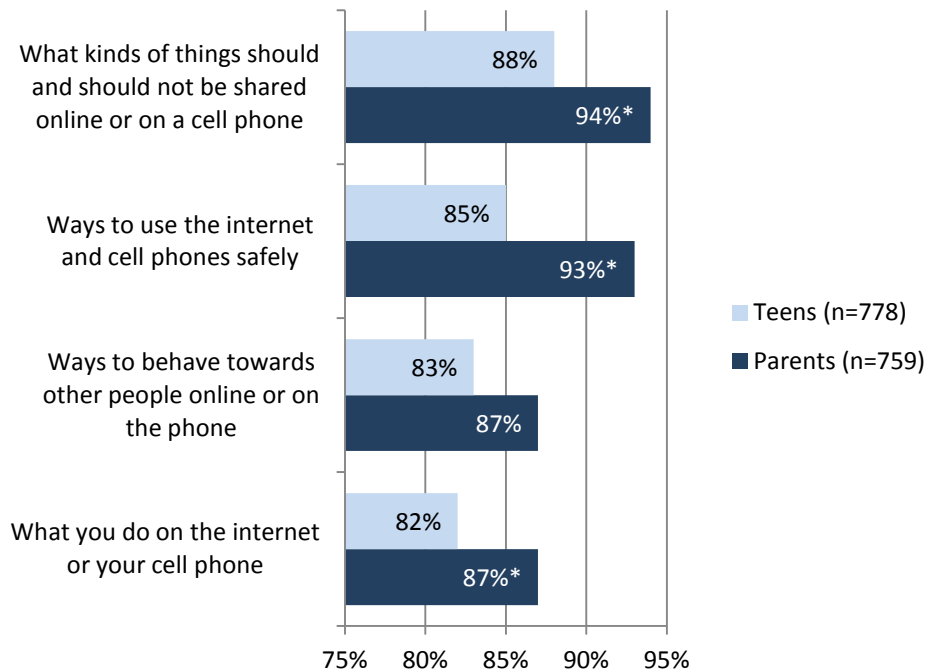 What kinds of things should
and should not be shared
online or on a cell phone
88%
94%*
Ways to use the internet
and cell phones safely
85%
93%*
Ways to behave towards
other people online or on
the phone
83%
87%
What you do on the internet
or your cell phone
82%
87%*
Teens (n=778)
Parents (n=759)
75% 80% 85% 90% 95%